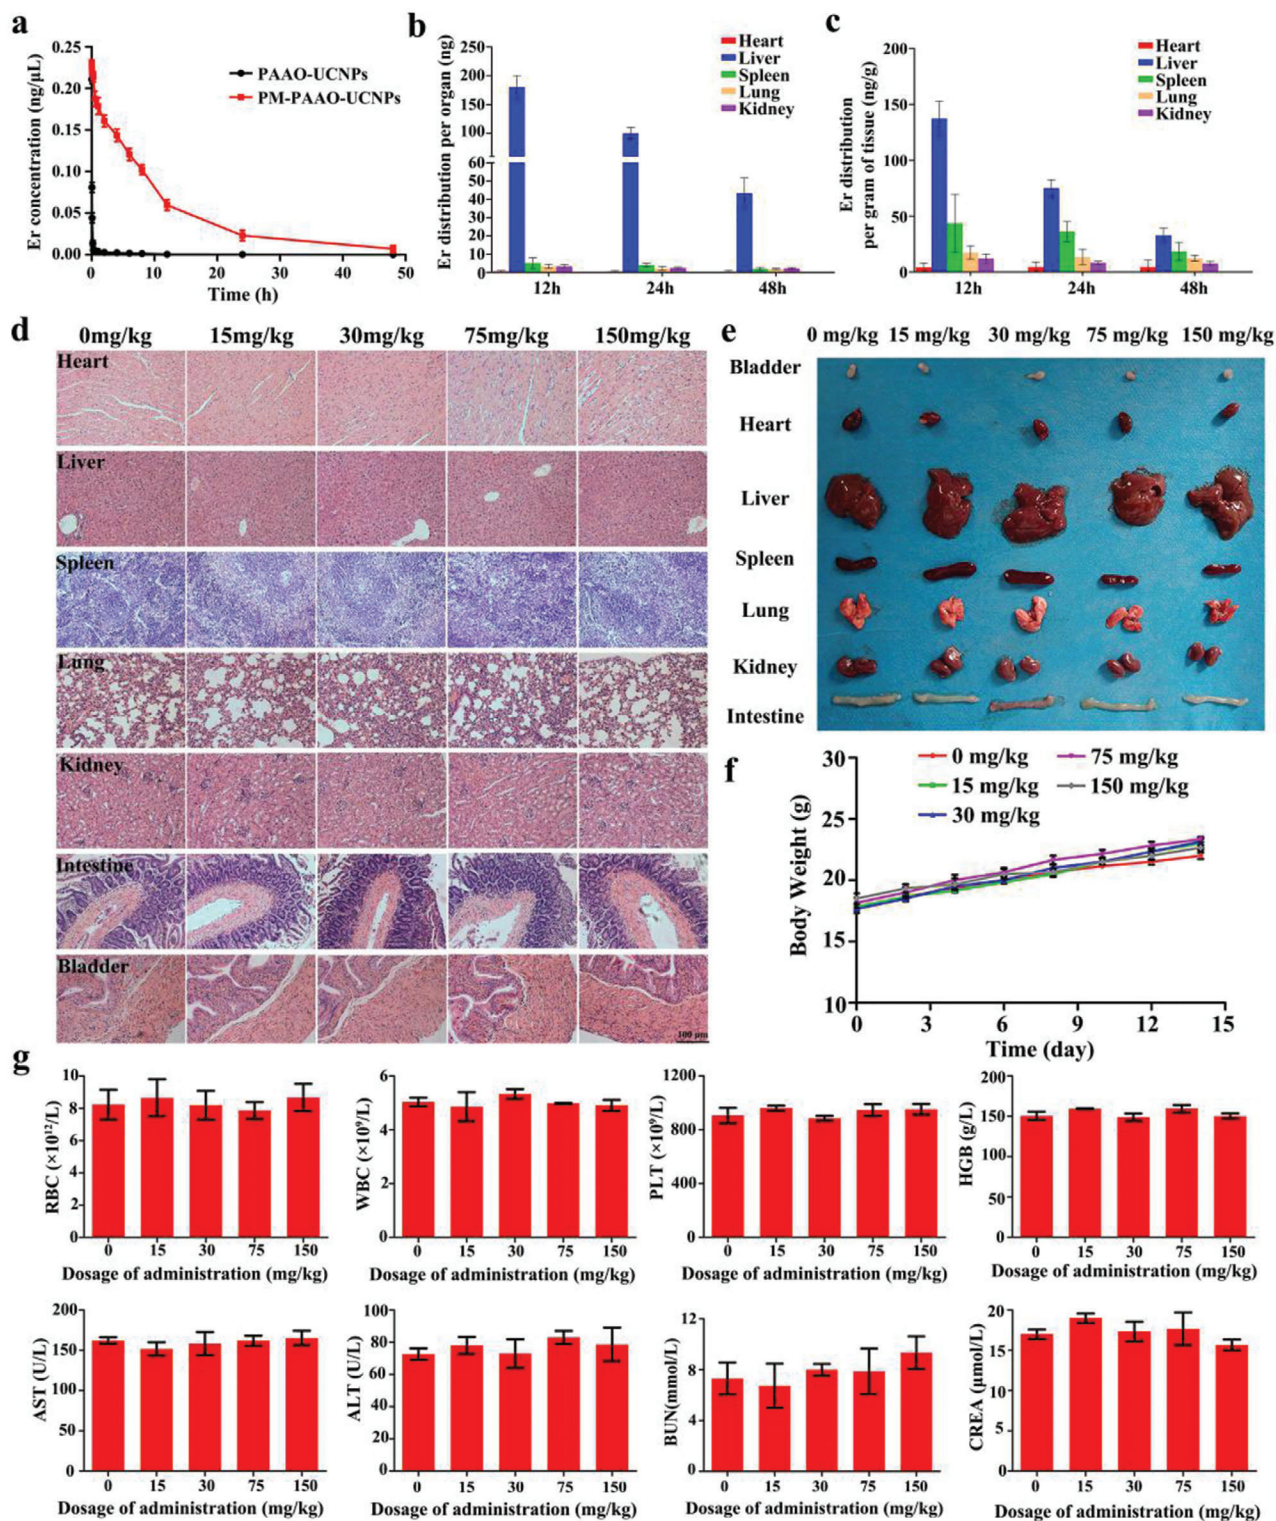 a
0.25
0.20
0.15
0.10
0.05
0.00
Er concentration (ng/μL)
PAAO-UCNPs
PM-PAAO-UCNPs
0 10 20 30 40 50
Time (h)
b
250
200
150
100
60
50
40
30
20
10
0
Er distribution per organ (ng)
Heart
Liver
Spleen
Lung
Kidney
12h 24h 48h
c
200
150
100
50
0
Er distribution
per gram of tissue (ng/g)
Heart
Liver
Spleen
Lung
Kidney
12h 24h 48h
d
0mg/kg 15mg/kg 30mg/kg 75mg/kg 150mg/kg
Heart
Liver
Spleen
Lung
Kidney
Intestine
Bladder
100 μm
e
0 mg/kg 15 mg/kg 30 mg/kg 75 mg/kg 150 mg/kg
Bladder
Heart
Liver
Spleen
Lung
Kidney
Intestine
f
30
25
20
15
10
Body Weight (g)
0 mg/kg 75 mg/kg
15 mg/kg 150 mg/kg
30 mg/kg
0 3 6 9 12 15
Time (day)
g
10
8
6
4
2
0
RBC (×10¹²/L)
0 15 30 75 150
Dosage of administration (mg/kg)
6
4
2
0
WBC (×10⁹/L)
0 15 30 75 150
Dosage of administration (mg/kg)
1200
800
400
0
PLT (×10⁹/L)
0 15 30 75 150
Dosage of administration (mg/kg)
200
150
100
50
0
HGB (g/L)
0 15 30 75 150
Dosage of administration (mg/kg)
200
150
100
50
0
AST (U/L)
0 15 30 75 150
Dosage of administration (mg/kg)
100
80
60
40
20
0
ALT (U/L)
0 15 30 75 150
Dosage of administration (mg/kg)
12
8
4
0
BUN(mmol/L)
0 15 30 75 150
Dosage of administration (mg/kg)
20
15
10
5
0
CREA (μmol/L)
0 15 30 75 150
Dosage of administration (mg/kg)